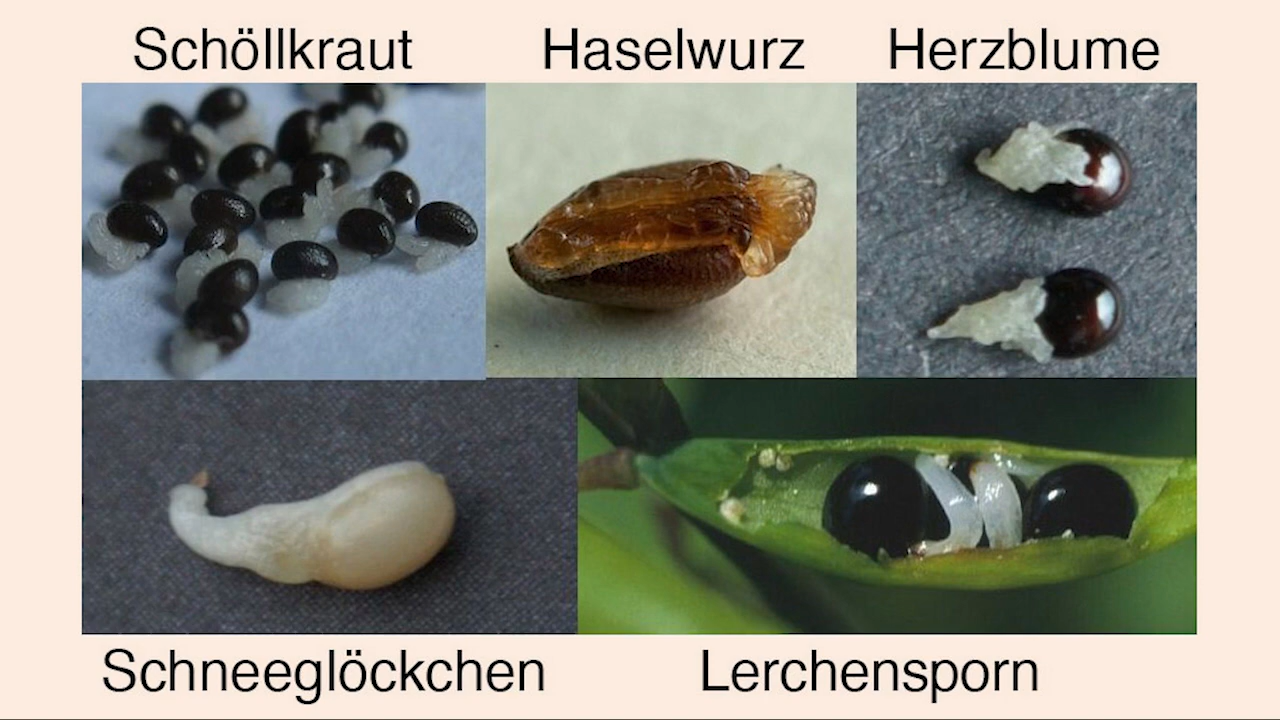 Schöllkraut
Haselwurz
Herzblume
Schneeglöckchen
Lerchensporn